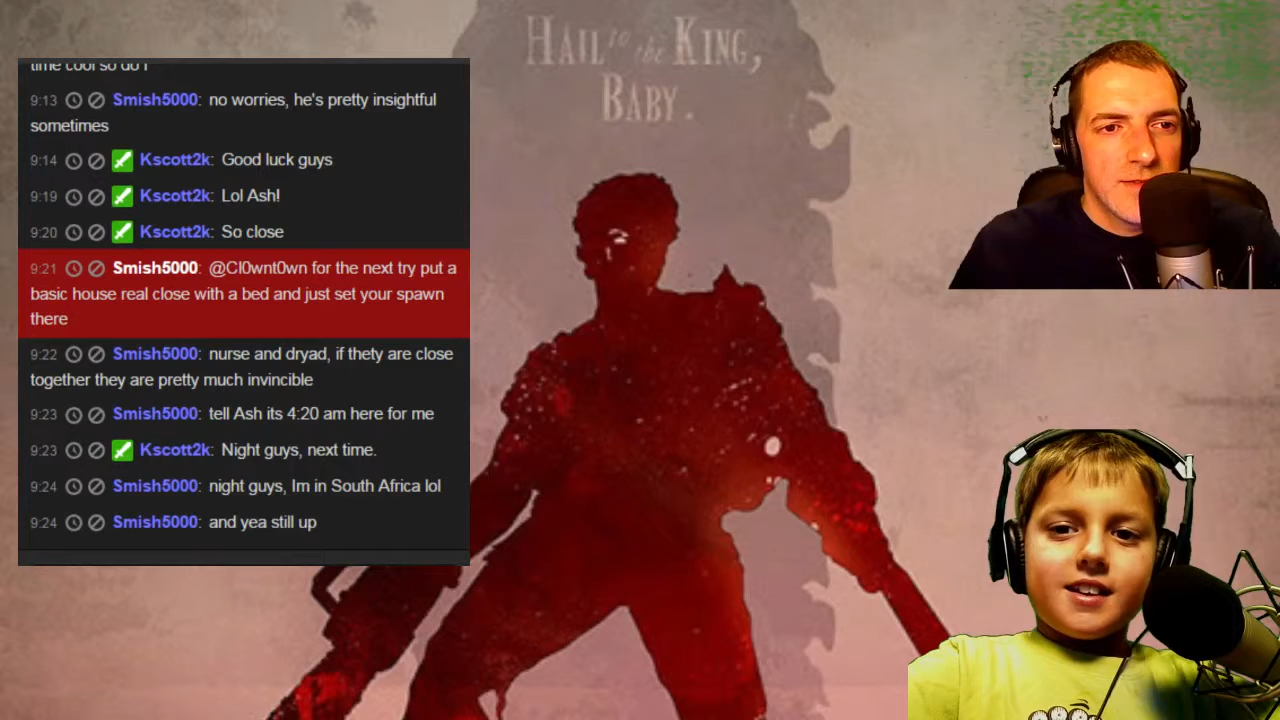 HAIL to the KING,
BABY.
time cool so do I
9:13 Smish5000: no worries, he's pretty insightful
sometimes
9:14 Kscott2k: Good luck guys
9:19 Kscott2k: Lol Ash!
9:20 Kscott2k: So close
9:21 Smish5000: @Cl0wnt0wn for the next try put a
basic house real close with a bed and just set your spawn
there
9:22 Smish5000: nurse and dryad, if thety are close
together they are pretty much invincible
9:23 Smish5000: tell Ash its 4:20 am here for me
9:23 Kscott2k: Night guys, next time.
9:24 Smish5000: night guys, Im in South Africa lol
9:24 Smish5000: and yea still up